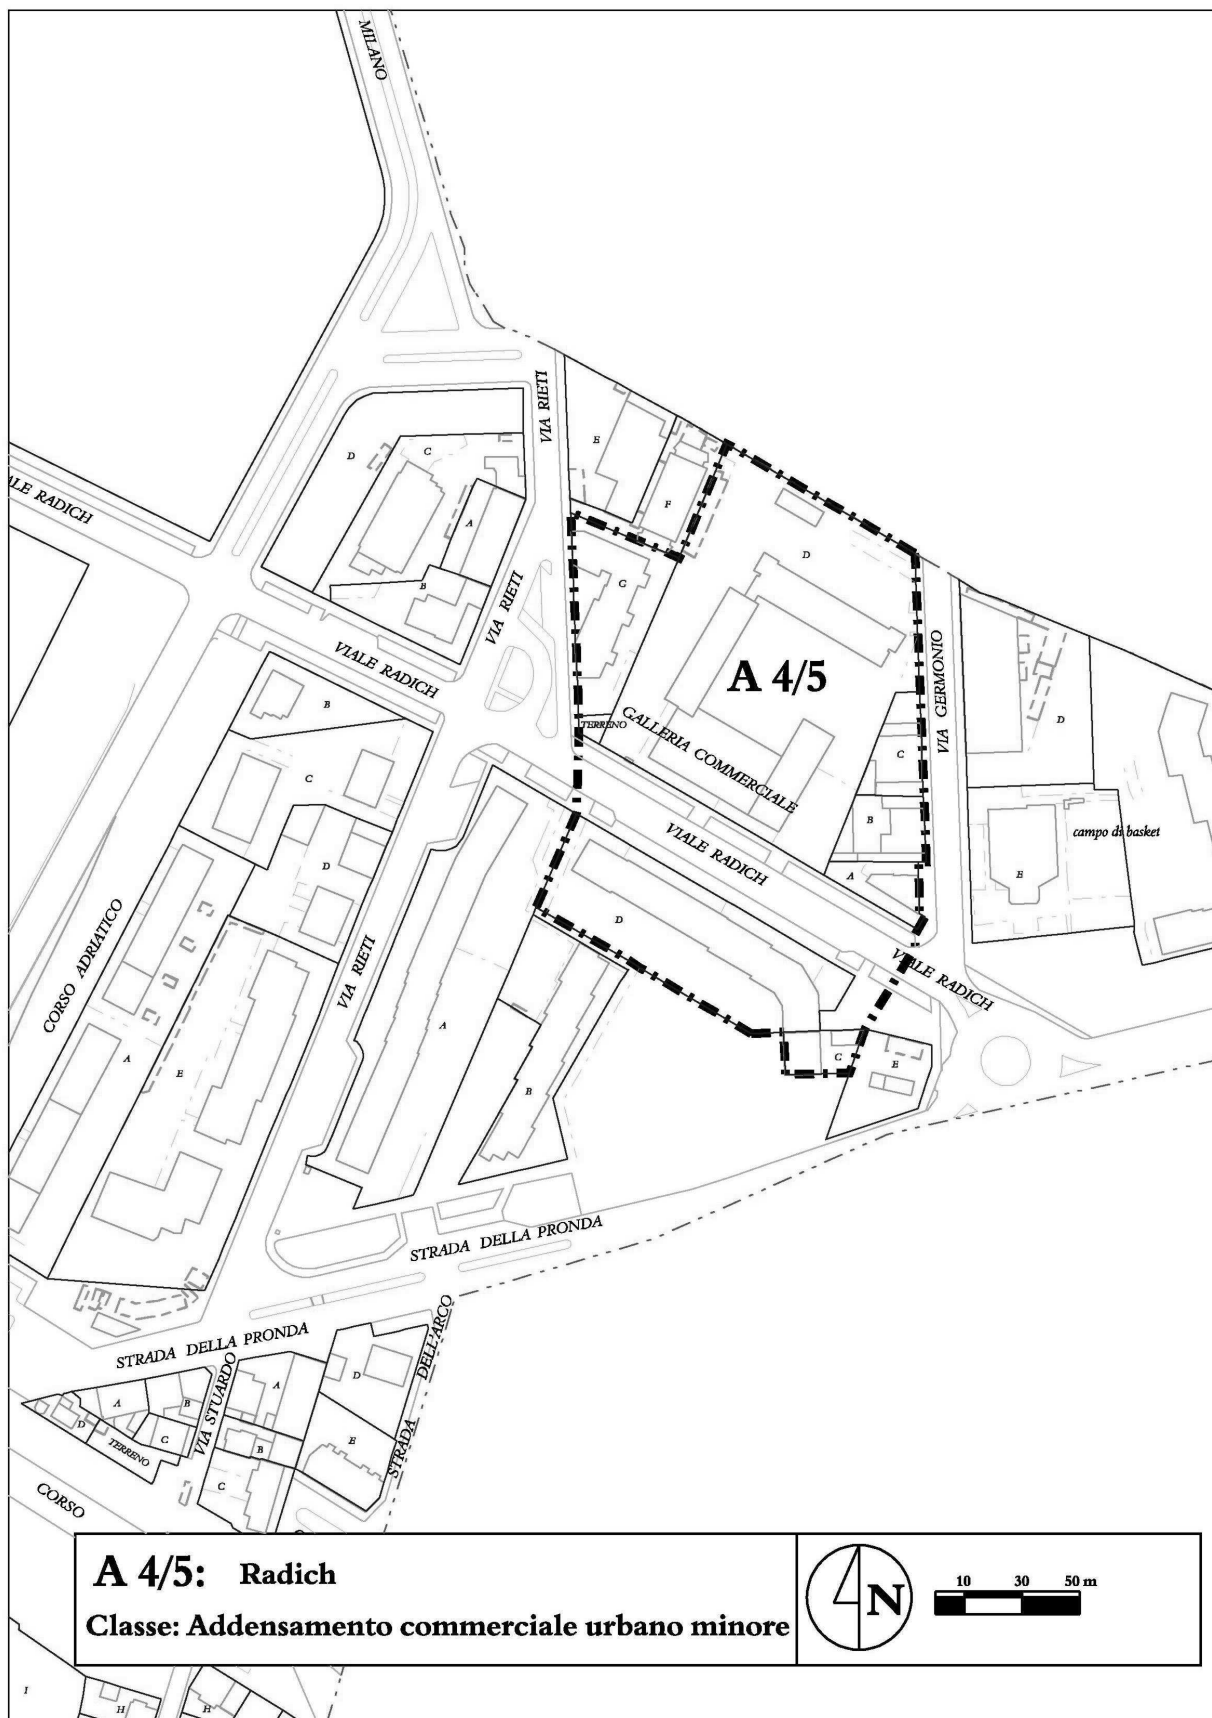 MILANO
VIA RIETI
E
D
C
ALE RADICH
A
F
D
B
G
VIA RIETI
VIALE RADICH
A 4/5
VIA GERMONIO
B
TERRENO
GALLERIA COMMERCIALE
C
D
C
B
VIALE RADICH
campo di basket
D
A
E
CORSO ADRIATICO
D
VIA RIETI
VIALE RADICH
A
A
E
C
E
B
STRADA DELLA PRONDA
STRADA DELLA PRONDA
DELL'ARCO
STRADA
VIA STUARDO
A
D
A
B
D
C
TERRENO
B
E
C
CORSO
A 4/5: Radich
Classe: Addensamento commerciale urbano minore
N
10 30 50 m
I
H
H